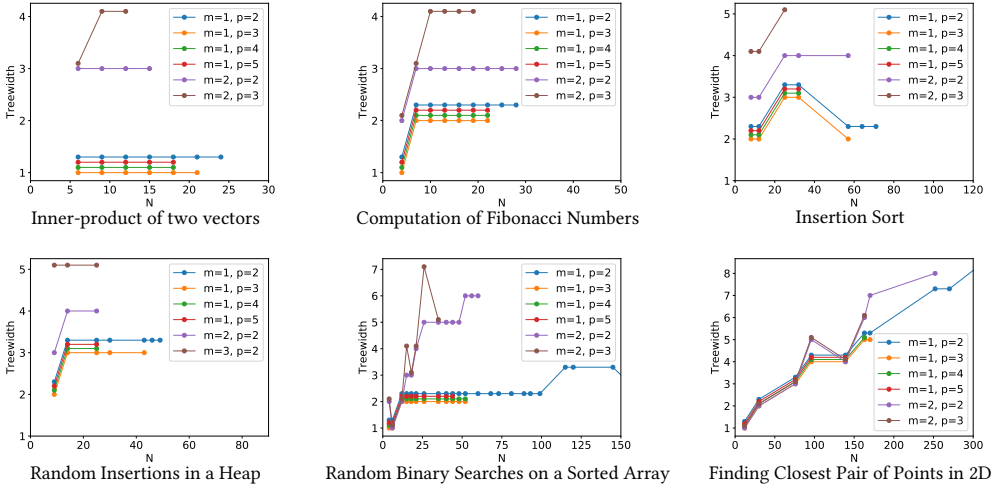 Treewidth
4
3
2
1
0 5 10 15 20 25 30
N
m=1, p=2
m=1, p=3
m=1, p=4
m=1, p=5
m=2, p=2
m=2, p=3
Inner-product of two vectors
Treewidth
4
3
2
1
0 10 20 30 40 50
N
m=1, p=2
m=1, p=3
m=1, p=4
m=1, p=5
m=2, p=2
m=2, p=3
Computation of Fibonacci Numbers
Treewidth
5
4
3
2
1
0 20 40 60 80 100 120
N
m=1, p=2
m=1, p=3
m=1, p=4
m=1, p=5
m=2, p=2
m=2, p=3
Insertion Sort
Treewidth
5
4
3
2
1
0 20 40 60 80
N
m=1, p=2
m=1, p=3
m=1, p=4
m=1, p=5
m=2, p=2
m=3, p=2
Random Insertions in a Heap
Treewidth
7
6
5
4
3
2
1
0 25 50 75 100 125 150
N
m=1, p=2
m=1, p=3
m=1, p=4
m=1, p=5
m=2, p=2
m=2, p=3
Random Binary Searches on a Sorted Array
Treewidth
8
7
6
5
4
3
2
1
0 50 100 150 200 250 300
N
m=1, p=2
m=1, p=3
m=1, p=4
m=1, p=5
m=2, p=2
m=2, p=3
Finding Closest Pair of Points in 2D